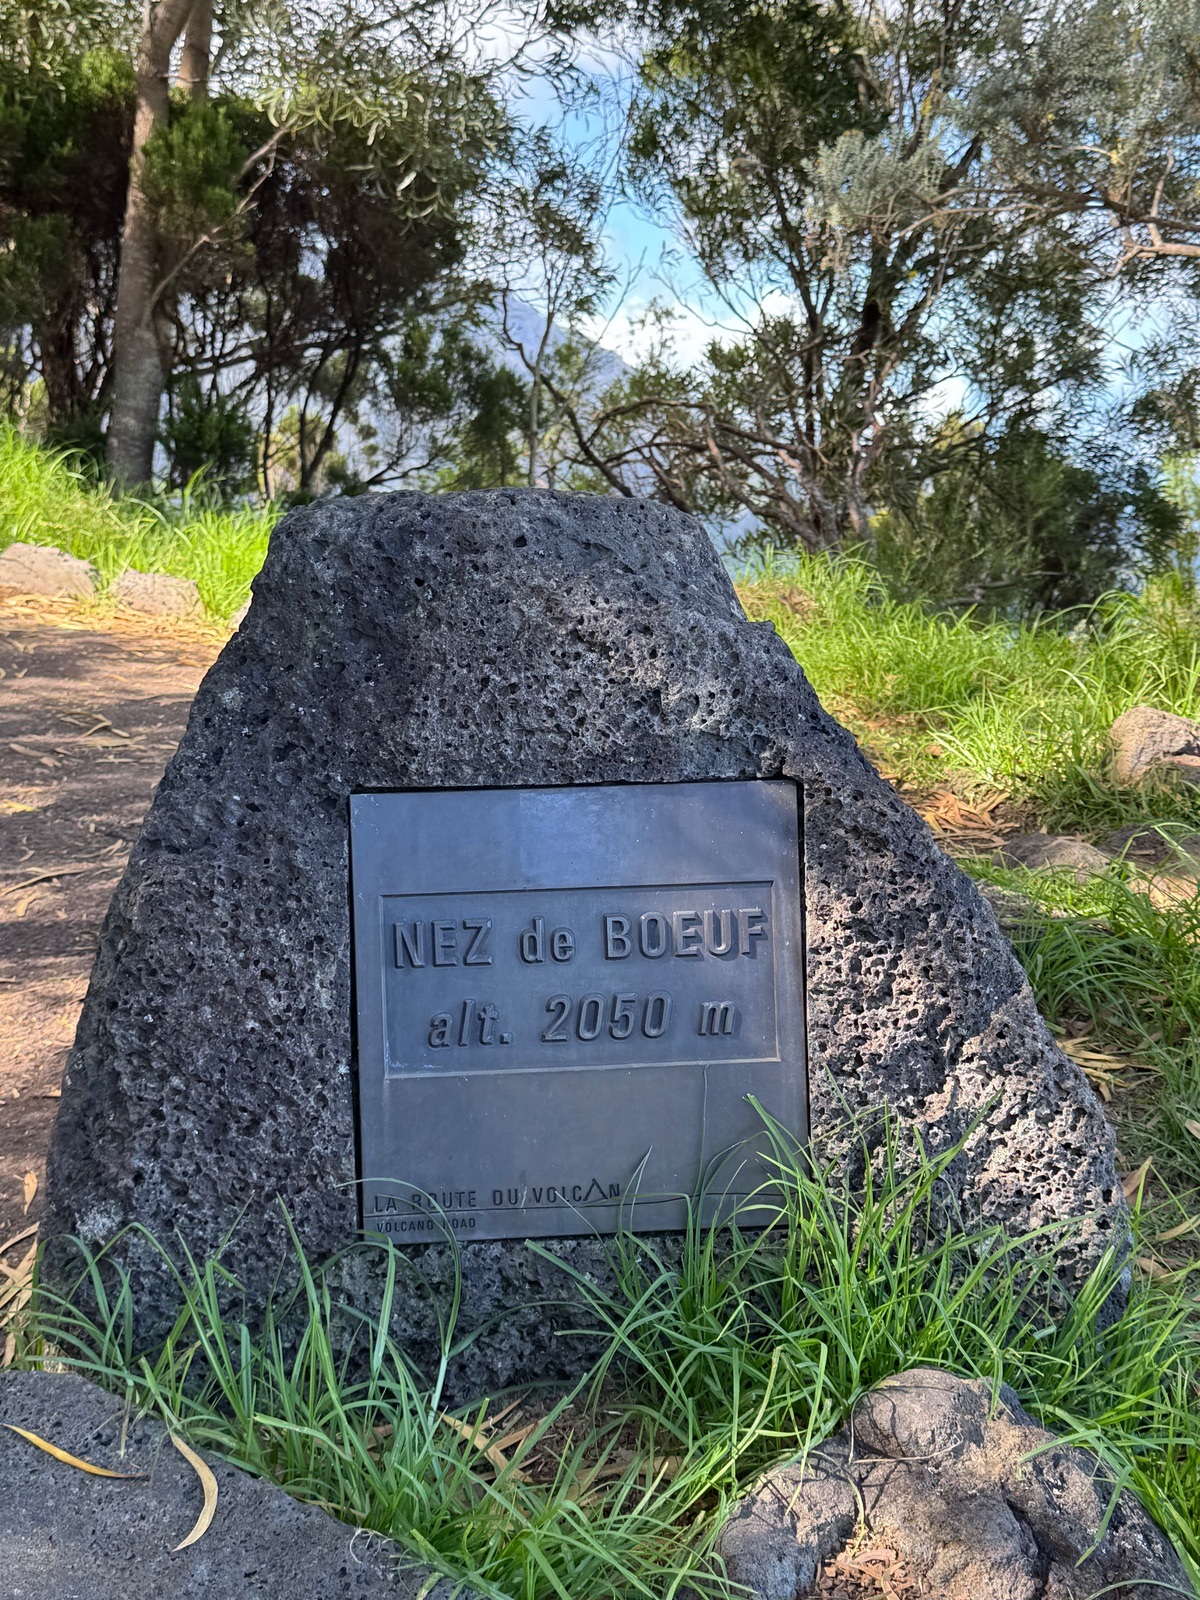 NEZ de BOEUF
alt. 2050 m
LA ROUTE DU VOLCAN
VOLCANO ROAD